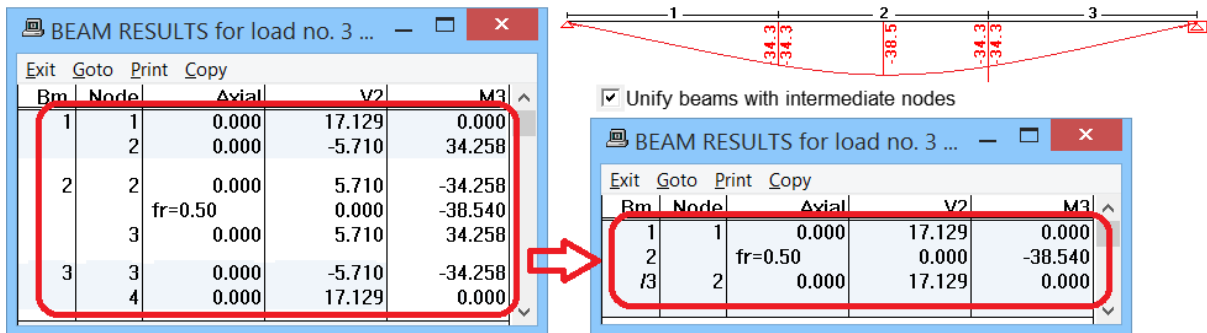 BEAM RESULTS for load no. 3 ...
Exit Goto Print Copy
Bm Node Axial V2 M3
1 1 0.000 17.129 0.000
2 0.000 -5.710 34.258
2 2 0.000 5.710 -34.258
fr=0.50 0.000 -38.540
3 0.000 5.710 34.258
3 3 0.000 -5.710 -34.258
4 0.000 17.129 0.000
1 2 3
-34.3 -34.3 -38.5 -34.3 -34.3
Unify beams with intermediate nodes
BEAM RESULTS for load no. 3 ...
Exit Goto Print Copy
Bm Node Axial V2 M3
1 1 0.000 17.129 0.000
2 fr=0.50 0.000 -38.540
/3 2 0.000 17.129 0.000